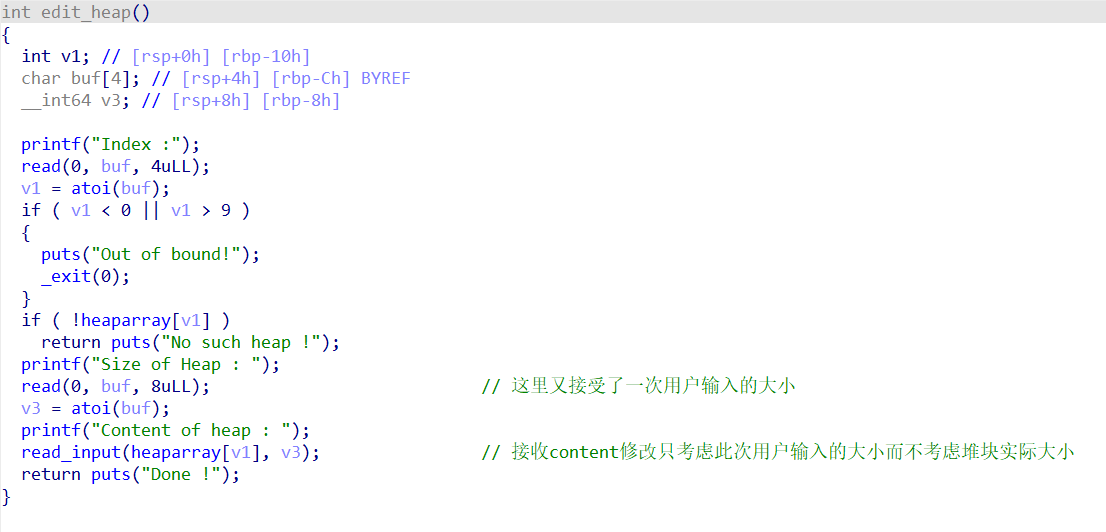 int edit_heap()
{
  int v1; // [rsp+0h] [rbp-10h]
  char buf[4]; // [rsp+4h] [rbp-Ch] BYREF
  __int64 v3; // [rsp+8h] [rbp-8h]

  printf("Index :");
  read(0, buf, 4uLL);
  v1 = atoi(buf);
  if ( v1 < 0 || v1 > 9 )
  {
    puts("Out of bound!");
    _exit(0);
  }
  if ( !heaparray[v1] )
    return puts("No such heap !");
  printf("Size of Heap : ");
  read(0, buf, 8uLL); // 这里又接受了一次用户输入的大小
  v3 = atoi(buf);
  printf("Content of heap : ");
  read_input(heaparray[v1], v3); // 接收content修改只考虑此次用户输入的大小而不考虑堆块实际大小
  return puts("Done !");
}